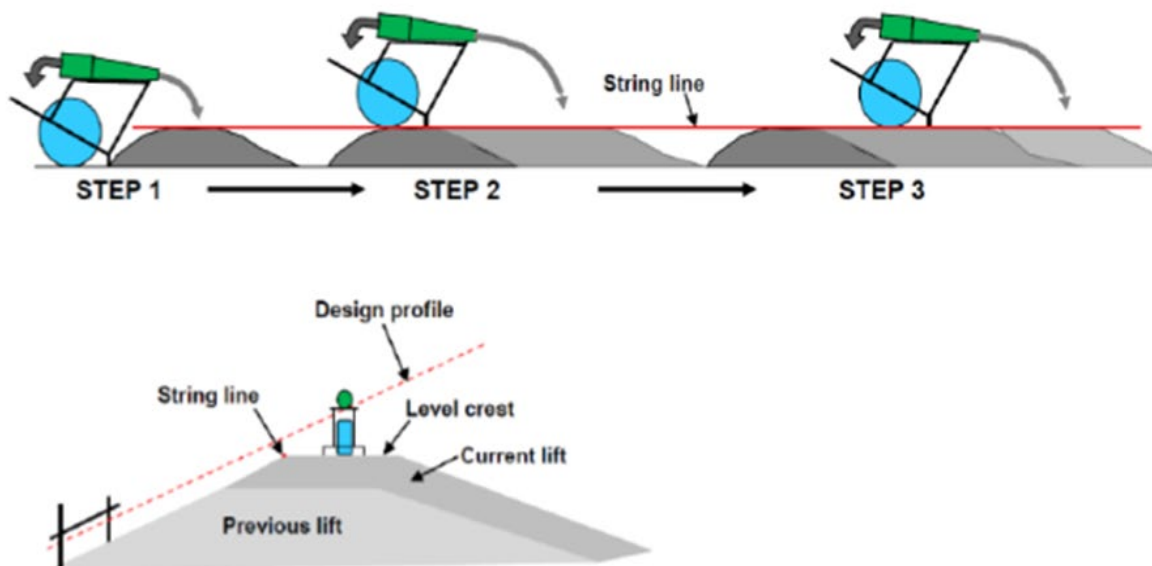 String line
STEP 1
STEP 2
STEP 3
Design profile
String line
Level crest
Current lift
Previous lift